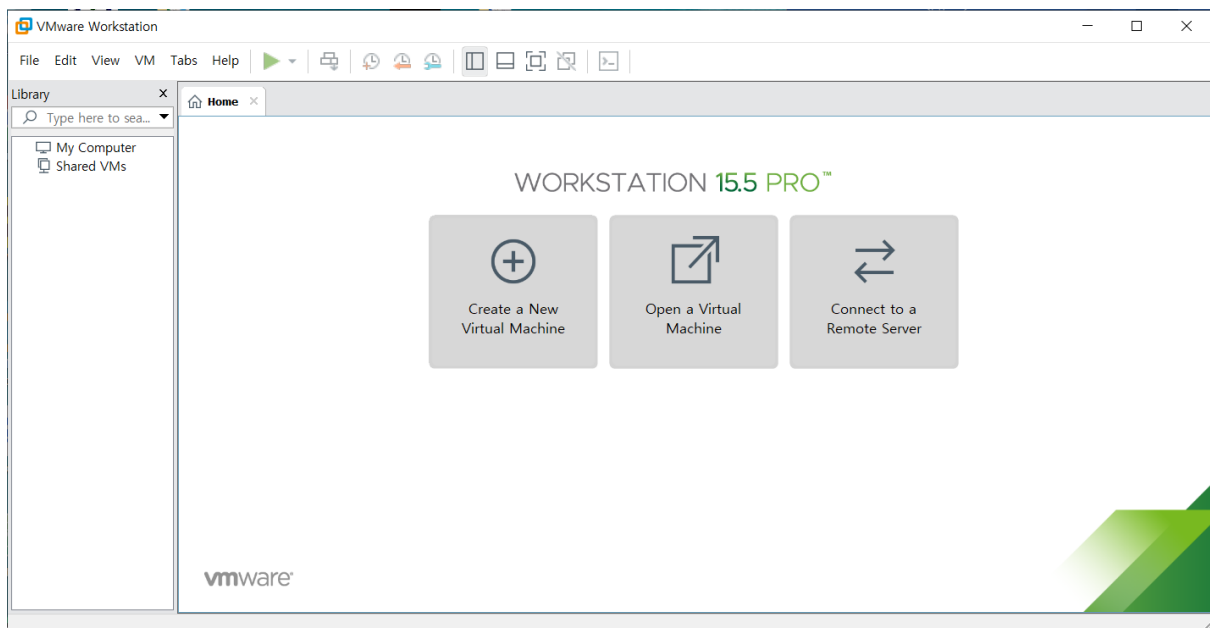 VMware Workstation
File Edit View VM Tabs Help
Library x
Home
Type here to sea...
My Computer
Shared VMs
WORKSTATION 15.5 PRO™
Create a New
Virtual Machine
Open a Virtual
Machine
Connect to a
Remote Server
vmware